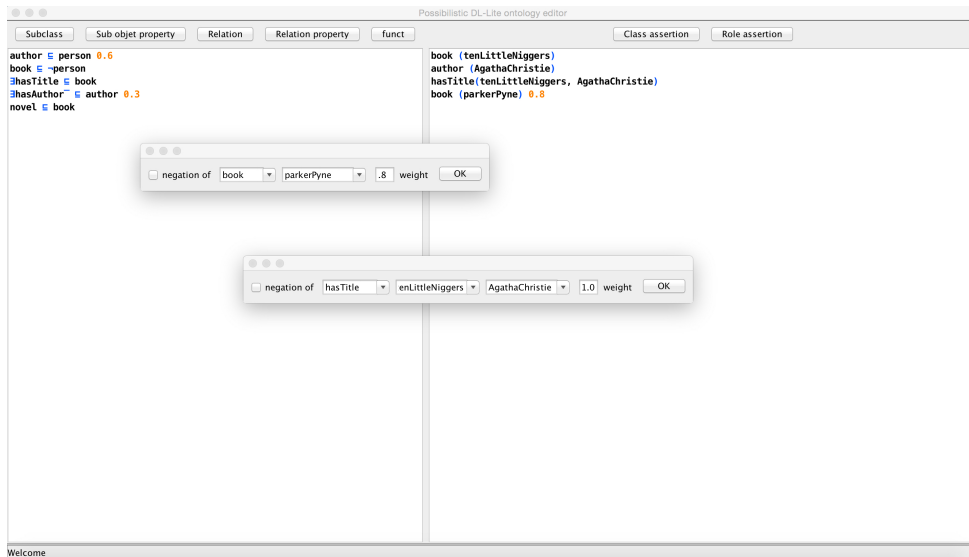 Possibilistic DL-Lite ontology editor
Subclass Sub objet property Relation Relation property funct Class assertion Role assertion
author ⊑ person 0.6
book ⊑ ¬person
∃hasTitle ⊑ book
∃hasAuthor⁻ ⊑ author 0.3
novel ⊑ book
book (tenLittleNiggers)
author (AgathaChristie)
hasTitle(tenLittleNiggers, AgathaChristie)
book (parkerPyne) 0.8
negation of book parkerPyne .8 weight OK
negation of hasTitle enLittleNiggers AgathaChristie 1.0 weight OK
Welcome